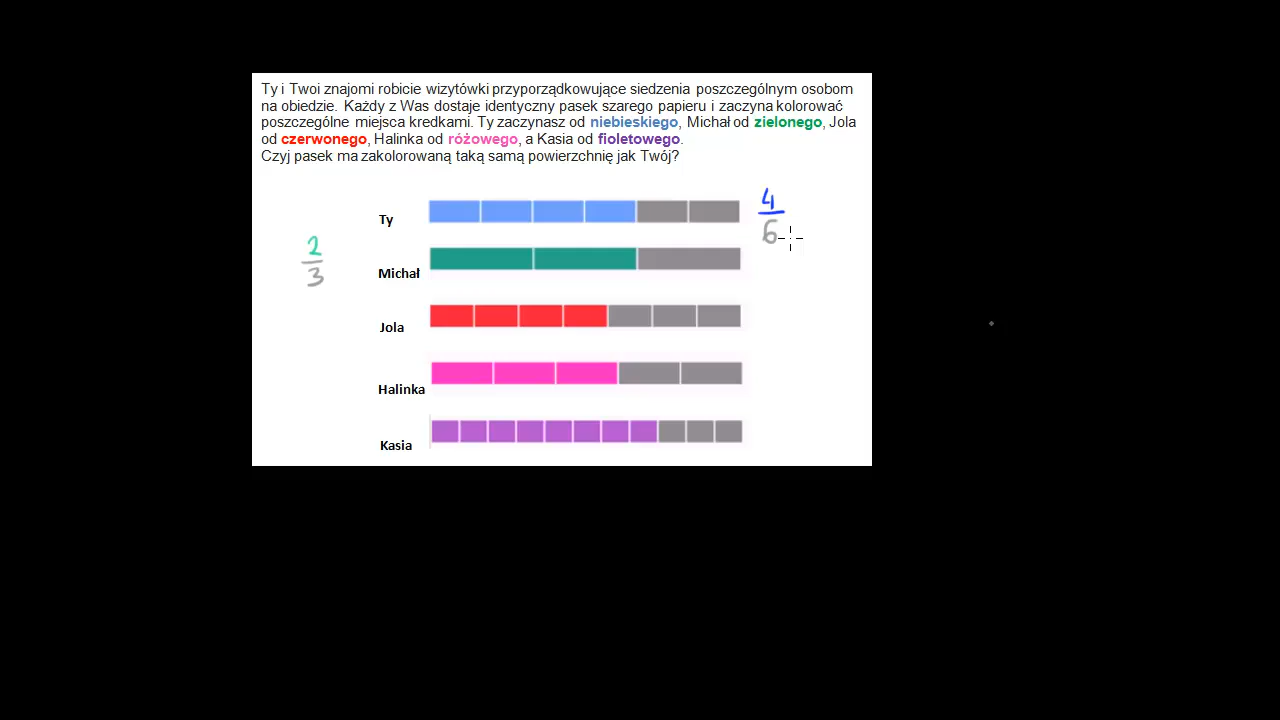 Ty i Twoi znajomi robicie wizytówki przyporządkowujące siedzenia poszczególnym osobom
na obiedzie. Każdy z Was dostaje identyczny pasek szarego papieru i zaczyna kolorować
poszczególne miejsca kredkami. Ty zaczynasz od niebieskiego, Michał od zielonego, Jola
od czerwonego, Halinka od różowego, a Kasia od fioletowego.
Czyj pasek ma zakolorowaną taką samą powierzchnię jak Twój?
Ty
4
6
2
3
Michał
Jola
Halinka
Kasia